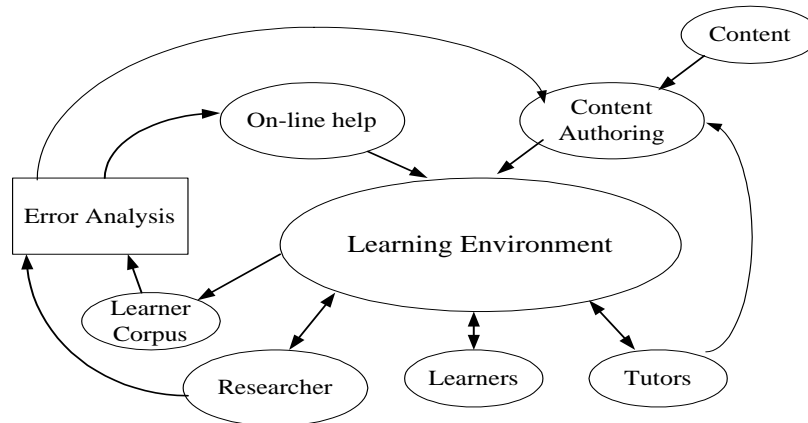 Content
On-line help
Content
Authoring
Error Analysis
Learning Environment
Learner
Corpus
Researcher
Learners
Tutors